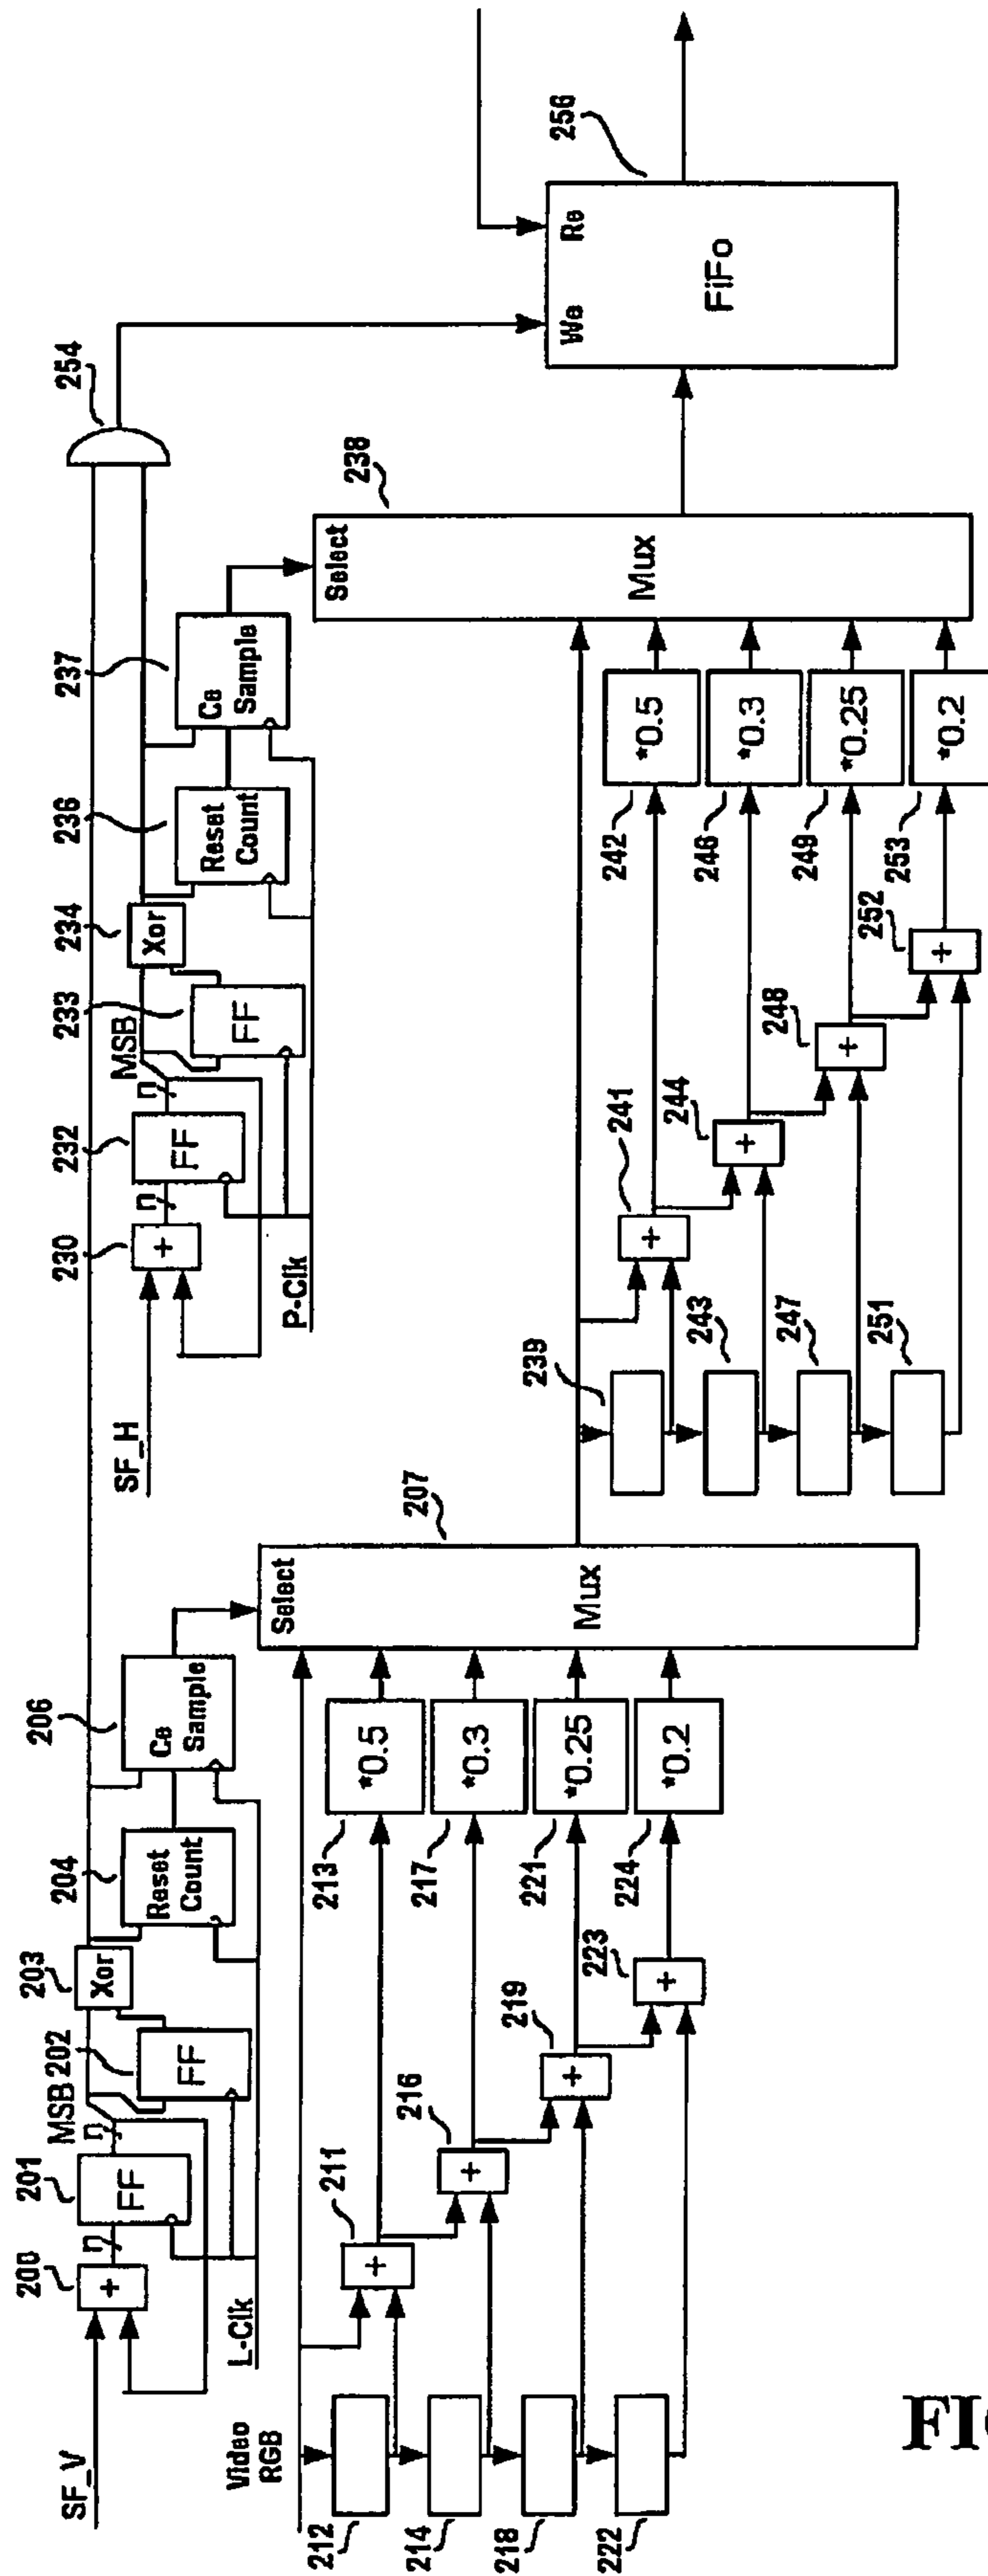 SF_V
200
+
n
201
FF
n
MSB
202
FF
203
Xor
204
Reset
Count
206
Ce
Sample
L-Clk
SF_H
230
+
n
232
FF
n
MSB
233
FF
234
Xor
236
Reset
Count
237
Ce
Sample
P-Clk
254
Video
RGB
212
214
218
222
211
+
216
+
219
+
223
+
213
*0.5
217
*0.3
221
*0.25
224
*0.2
207
Select
Mux
239
243
247
251
241
+
244
+
248
+
252
+
242
*0.5
246
*0.3
249
*0.25
253
*0.2
238
Select
Mux
256
We
Re
FiFo
FIG